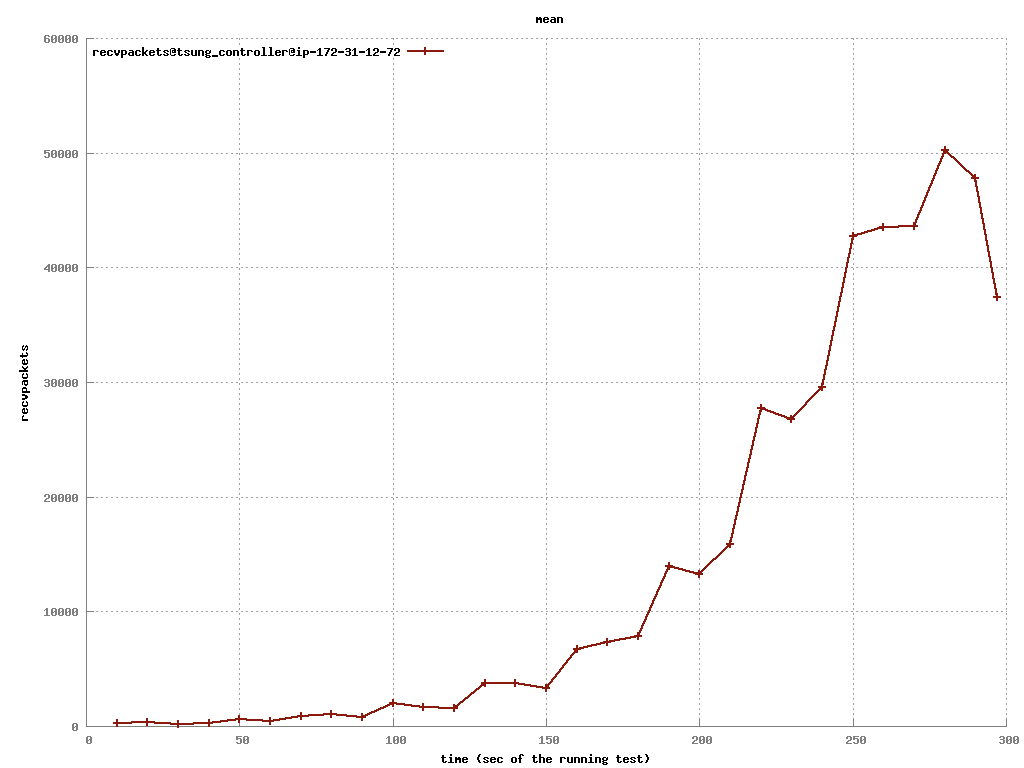 mean
60000
recvpackets@tsung_controller@ip-172-31-12-72
50000
40000
30000
20000
10000
0
recvpackets
0 50 100 150 200 250 300
time (sec of the running test)